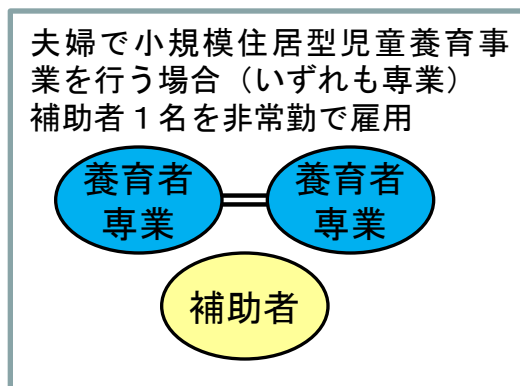 夫婦で小規模住居型児童養育事
業を行う場合（いずれも専業）
補助者１名を非常勤で雇用
養育者
専業
養育者
専業
補助者